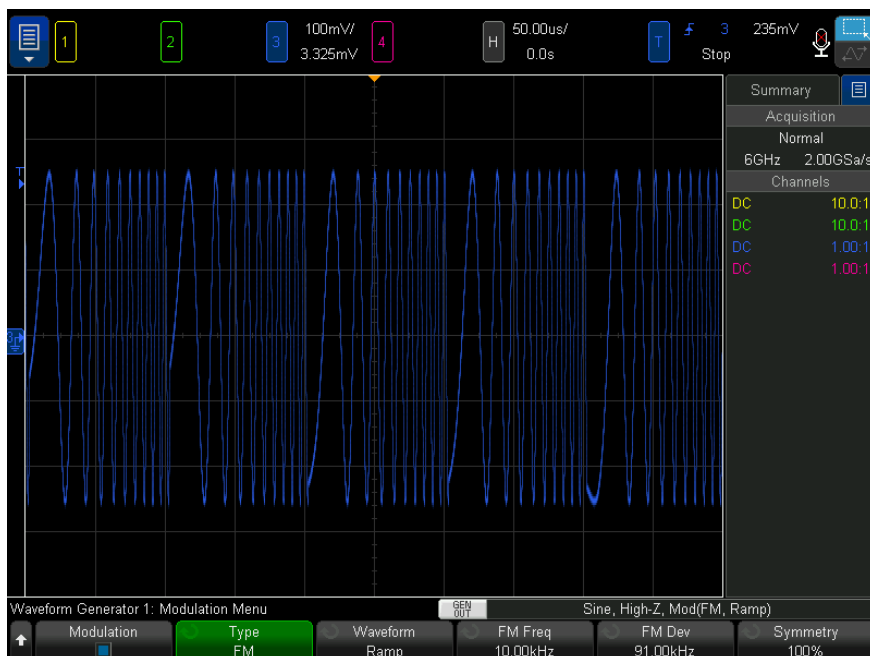 1 2 3 100mV/ 3.325mV 4 H 50.00us/ 0.0s T 3 235mV Stop
Summary
Acquisition
Normal
6GHz 2.00GSa/s
Channels
DC 10.0:1
DC 10.0:1
DC 1.00:1
DC 1.00:1
T
3
Waveform Generator 1: Modulation Menu GEN OUT Sine, High-Z, Mod(FM, Ramp)
Modulation Type Waveform FM Freq FM Dev Symmetry
FM Ramp 10.00kHz 91.00kHz 100%